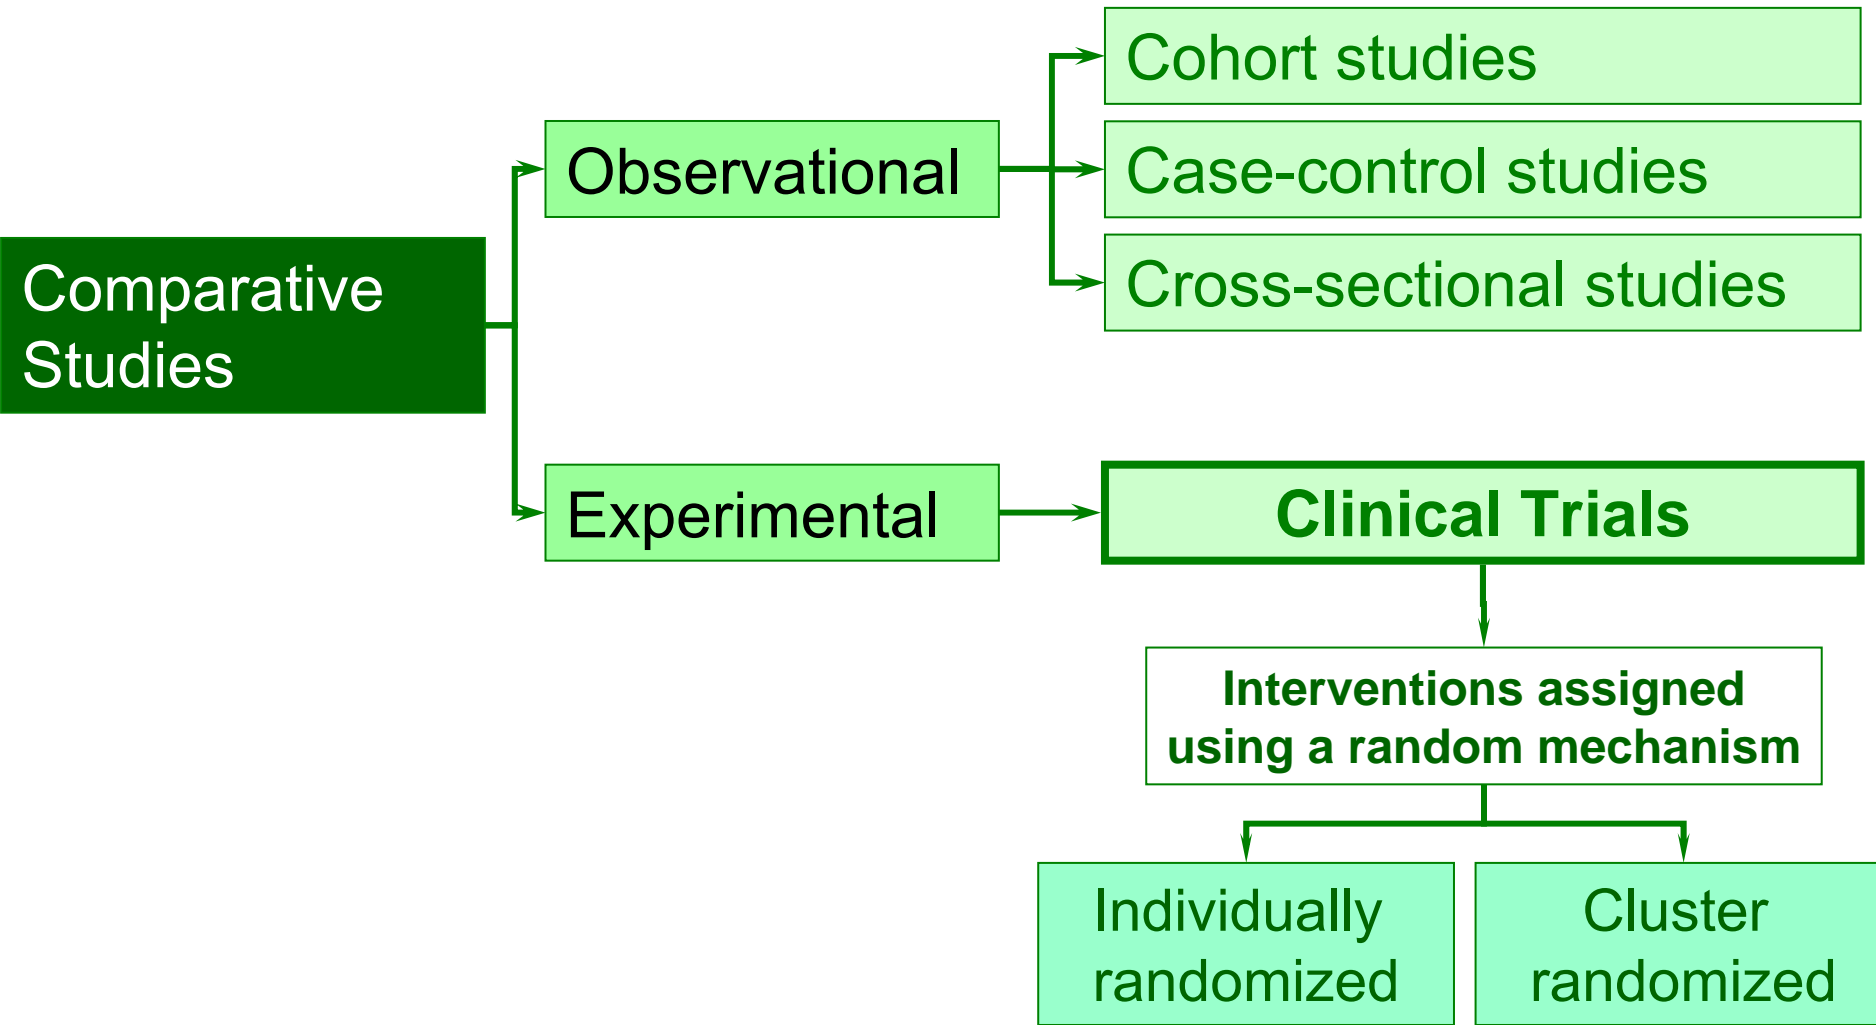 Comparative
Studies
Observational
Cohort studies
Case-control studies
Cross-sectional studies
Experimental
Clinical Trials
Interventions assigned
using a random mechanism
Individually
randomized
Cluster
randomized